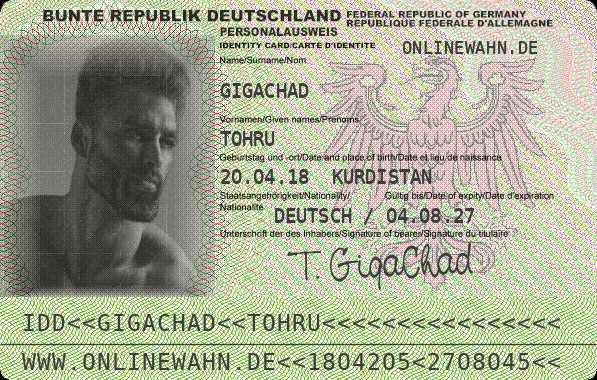 BUNTE REPUBLIK DEUTSCHLAND FEDERAL REPUBLIC OF GERMANY
REPUBLIQUE FEDERALE D'ALLEMAGNE
PERSONALAUSWEIS
IDENTITY CARD/CARTE D'IDENTITE
ONLINEWAHN.DE
Name/Surname/Nom
GIGACHAD
Vornamen/Given names/Prenoms
TOHRU
Geburtstag und -ort/Date and place of birth/Date et lieu de naissance
20.04.18 KURDISTAN
Staatsangehörigkeit/Nationality/ Gültig bis/Date of expity/Date d'expiration
Nationalite
DEUTSCH / 04.08.27
Unterschoft der des Inhabers/Signature of bearer/Signature du titulaire
T. GigaChad
IDD<<GIGACHAD<<TOHRU<<<<<<<<<<<<<<<<
WWW.ONLINEWAHN.DE<<1804205<2708045<<